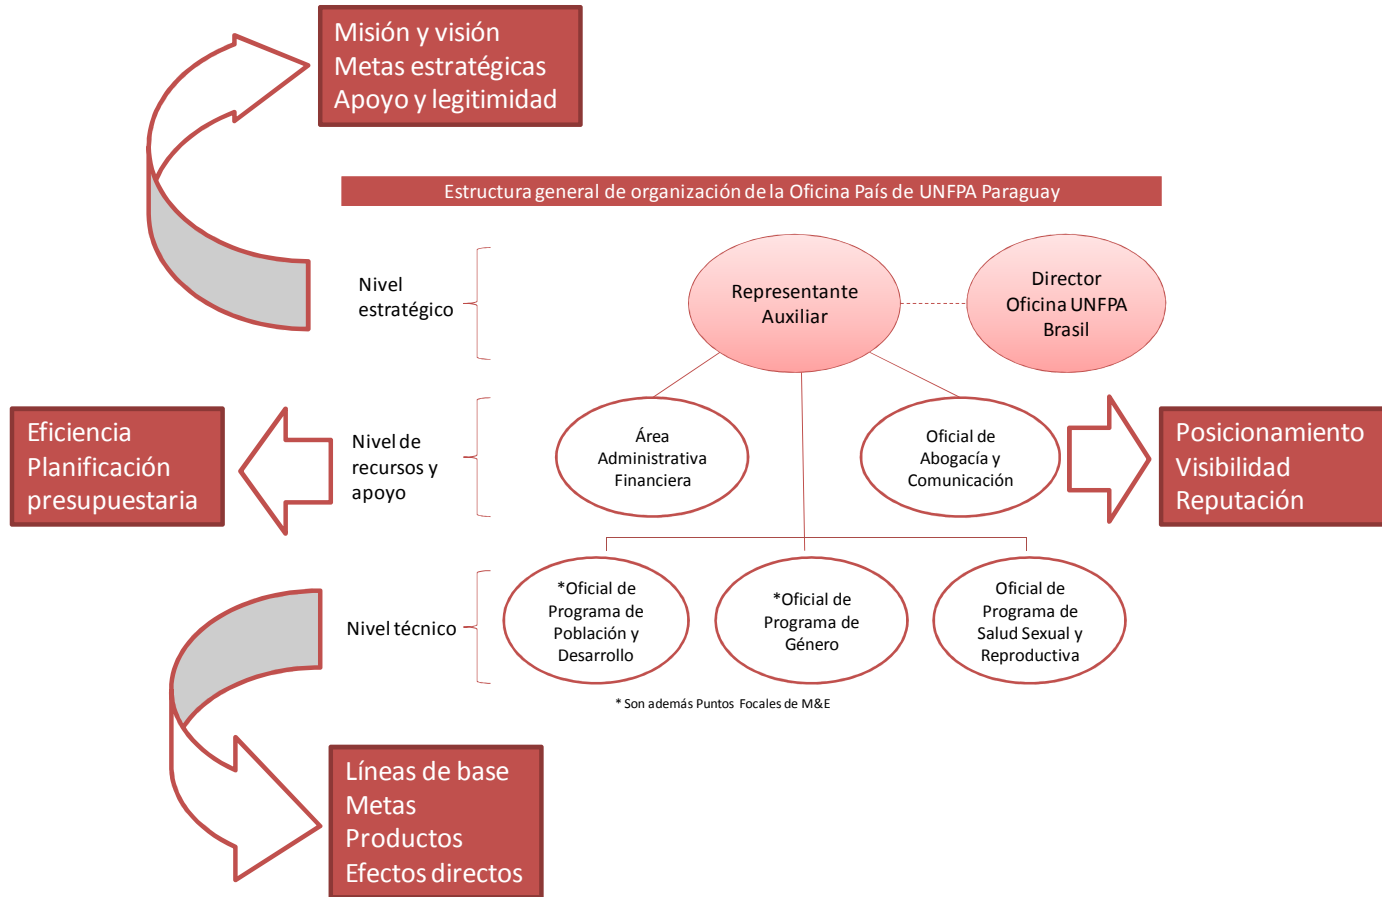 Misión y visión
Metas estratégicas
Apoyo y legitimidad
Estructura general de organización de la Oficina País de UNFPA Paraguay
Nivel
estratégico
Representante
Auxiliar
Director
Oficina UNFPA
Brasil
Eficiencia
Planificación
presupuestaria
Nivel de
recursos y
apoyo
Área
Administrativa
Financiera
Oficial de
Abogacía y
Comunicación
Posicionamiento
Visibilidad
Reputación
Nivel técnico
*Oficial de
Programa de
Población y
Desarrollo
*Oficial de
Programa de
Género
Oficial de
Programa de
Salud Sexual y
Reproductiva
* Son además Puntos Focales de M&E
Líneas de base
Metas
Productos
Efectos directos